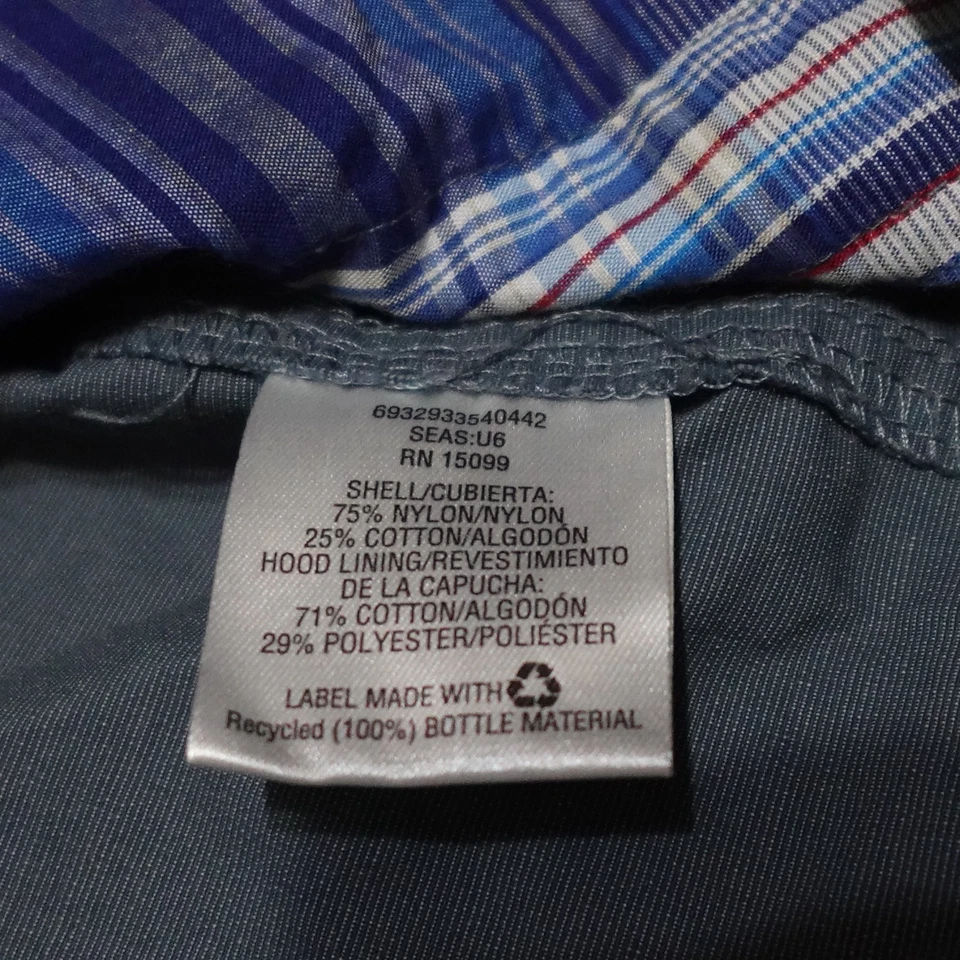 6932933540442
SEAS:U6
RN 15099
SHELL/CUBIERTA:
75% NYLON/NYLON
25% COTTON/ALGODÓN
HOOD LINING/REVESTIMIENTO
DE LA CAPUCHA:
71% COTTON/ALGODÓN
29% POLYESTER/POLIÉSTER
LABEL MADE WITH
Recycled (100%) BOTTLE MATERIAL